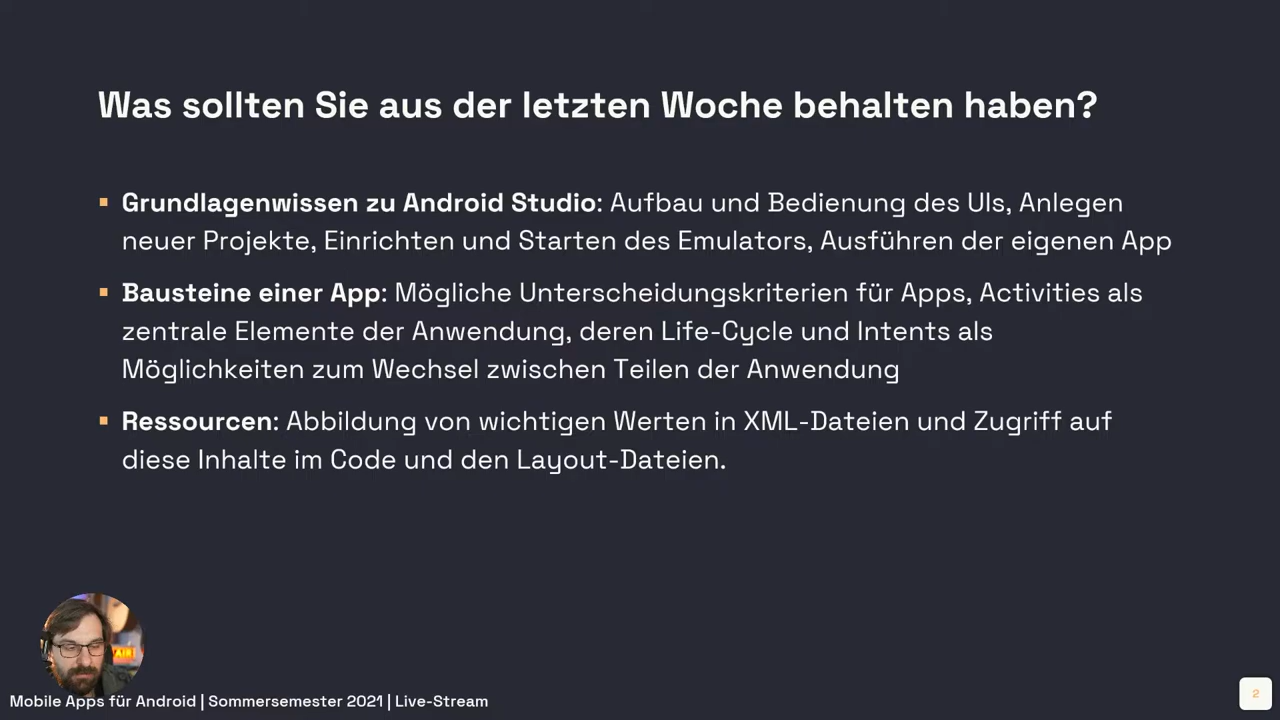 Was sollten Sie aus der letzten Woche behalten haben?
▪ Grundlagenwissen zu Android Studio: Aufbau und Bedienung des UIs, Anlegen
neuer Projekte, Einrichten und Starten des Emulators, Ausführen der eigenen App
▪ Bausteine einer App: Mögliche Unterscheidungskriterien für Apps, Activities als
zentrale Elemente der Anwendung, deren Life-Cycle und Intents als
Möglichkeiten zum Wechsel zwischen Teilen der Anwendung
▪ Ressourcen: Abbildung von wichtigen Werten in XML-Dateien und Zugriff auf
diese Inhalte im Code und den Layout-Dateien.
Mobile Apps für Android | Sommersemester 2021 | Live-Stream
2